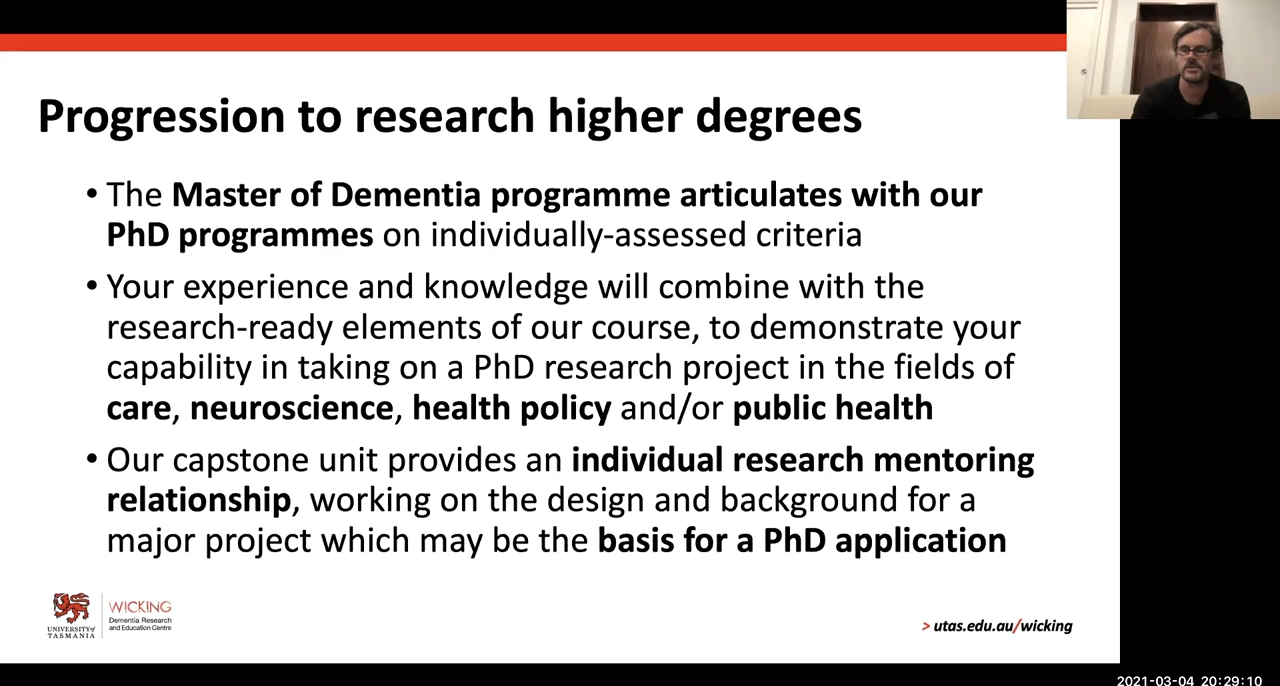 Progression to research higher degrees
• The Master of Dementia programme articulates with our
PhD programmes on individually-assessed criteria
• Your experience and knowledge will combine with the
research-ready elements of our course, to demonstrate your
capability in taking on a PhD research project in the fields of
care, neuroscience, health policy and/or public health
• Our capstone unit provides an individual research mentoring
relationship, working on the design and background for a
major project which may be the basis for a PhD application
UNIVERSITY of
TASMANIA
WICKING
Dementia Research
and Education Centre
> utas.edu.au/wicking
2021-03-04 20:29:10